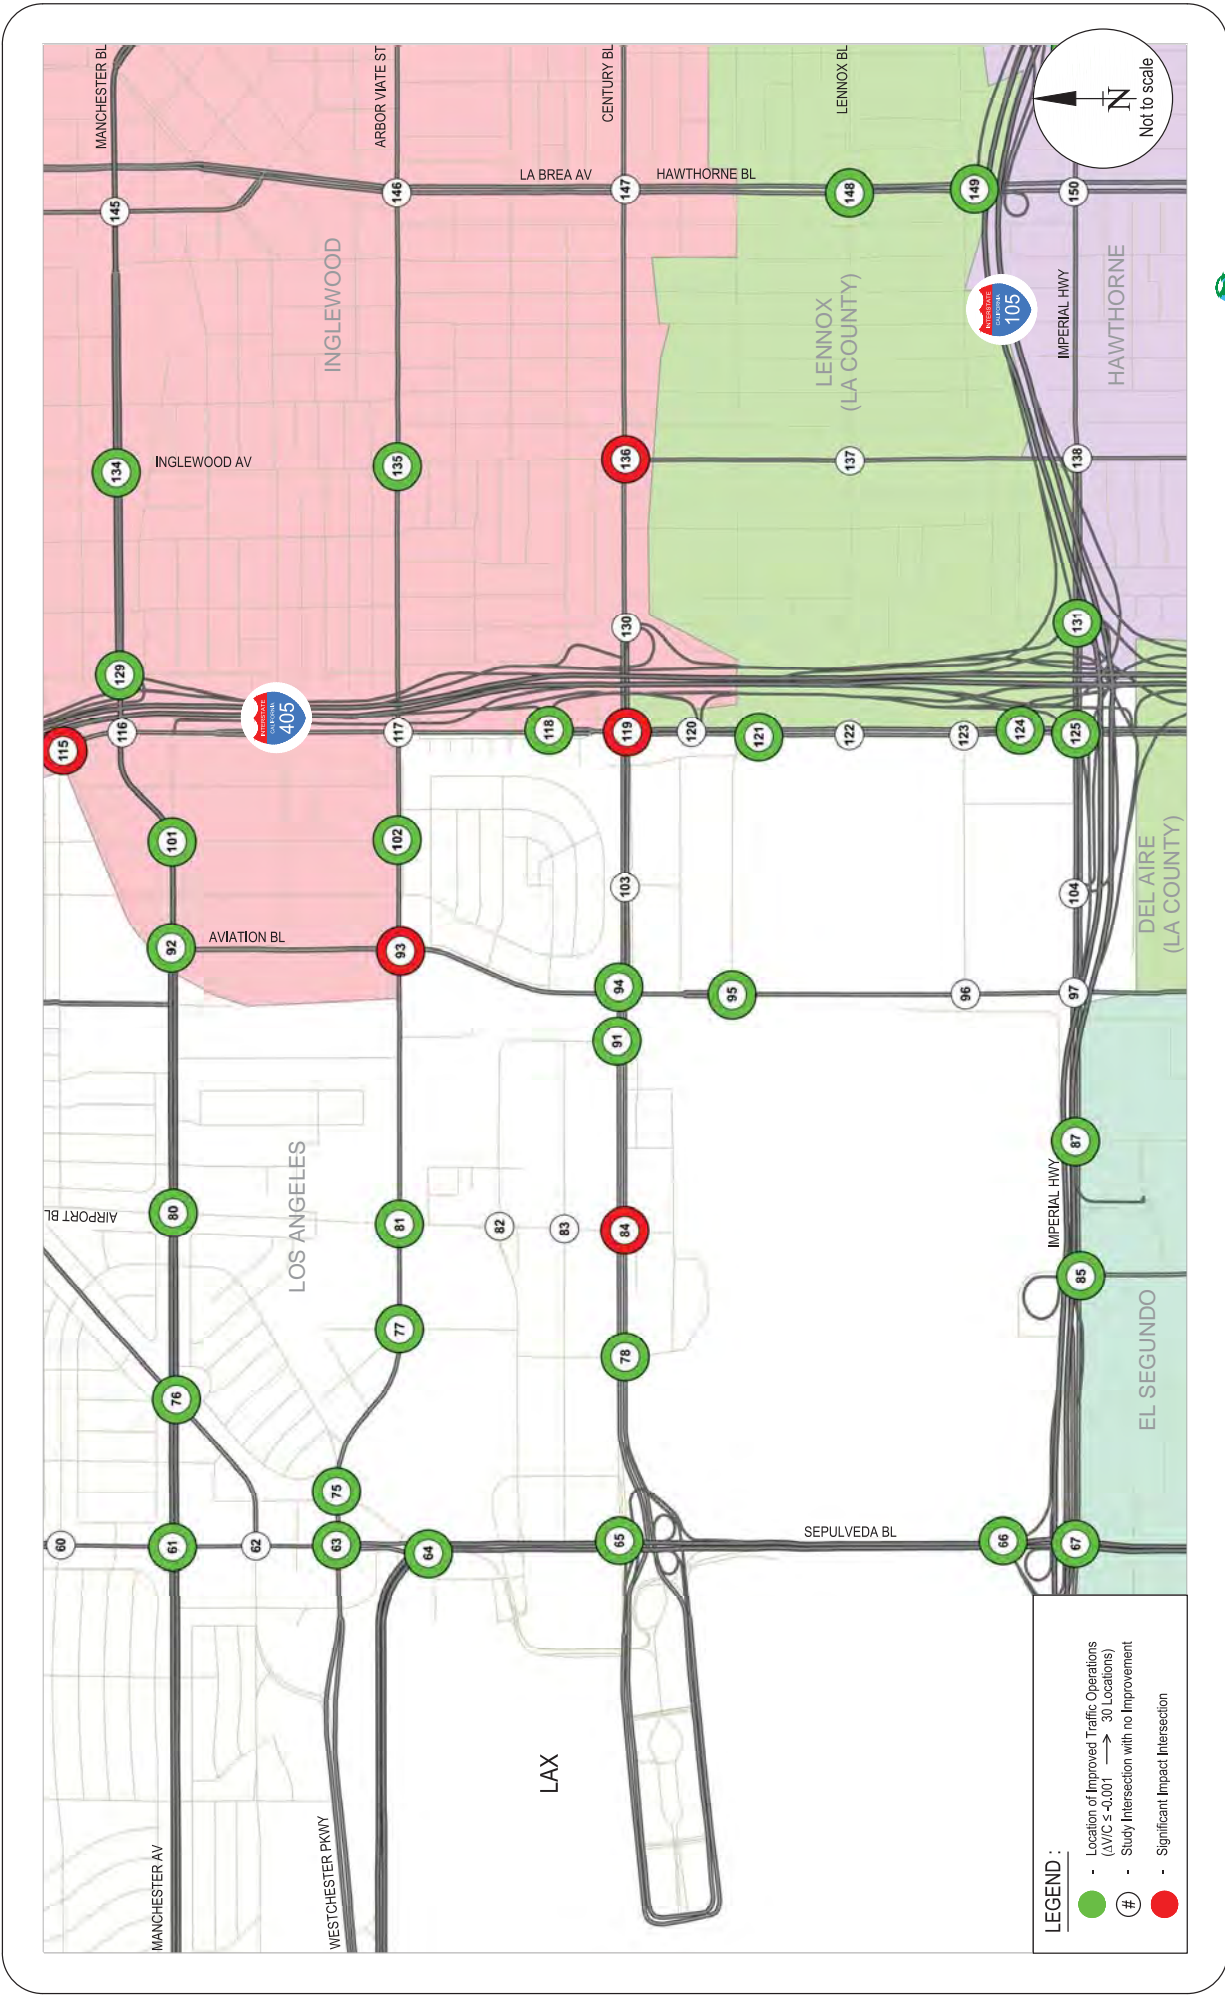 MANCHESTER BL
ARBOR VIATE ST
CENTURY BL
LENNOX BL
N
Not to scale
145
146
LA BREA AV
147
HAWTHORNE BL
148
149
150
INGLEWOOD
LENNOX
(LA COUNTY)
INTERSTATE
CALIFORNIA
105
IMPERIAL HWY
HAWTHORNE
134
INGLEWOOD AV
135
136
137
138
129
130
131
115
116
INTERSTATE
CALIFORNIA
405
117
118
119
120
121
122
123
124
125
101
102
103
104
DEL AIRE
(LA COUNTY)
92
AVIATION BL
93
94
95
96
97
91
AIRPORT BL
80
LOS ANGELES
81
82
83
84
87
IMPERIAL HWY
85
EL SEGUNDO
76
77
78
75
60
61
62
63
64
65
SEPULVEDA BL
66
67
MANCHESTER AV
WESTCHESTER PKWY
LAX
LEGEND :
- Location of Improved Traffic Operations
(ΔV/C ≤ -0.001 → 30 Locations)
# - Study Intersection with no Improvement
- Significant Impact Intersection